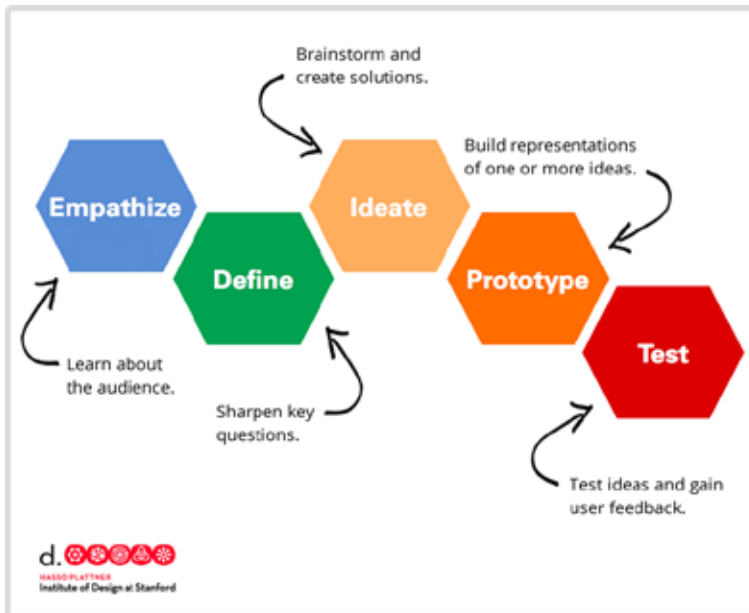 Brainstorm and
create solutions.
Build representations
of one or more ideas.
Empathize
Ideate
Define
Prototype
Test
Learn about
the audience.
Sharpen key
questions.
Test ideas and gain
user feedback.
d.
HASSO PLATTNER
Institute of Design at Stanford